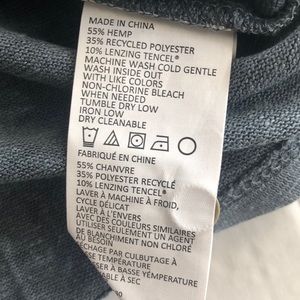 MADE IN CHINA
55% HEMP
35% RECYCLED POLYESTER
10% LENZING TENCEL®
MACHINE WASH COLD GENTLE
WASH INSIDE OUT
WITH LIKE COLORS
NON-CHLORINE BLEACH
WHEN NEEDED
TUMBLE DRY LOW
IRON LOW
DRY CLEANABLE
FABRIQUÉ EN CHINE
55% CHANVRE
35% POLYESTER RECYCLÉ
10% LENZING TENCEL®
LAVER À MACHINE À FROID,
CYCLE DÉLICAT
LAVER À L'ENVERS
AVEC DES COULEURS SIMILAIRES
UTILISER SEULEMENT UN AGENT
DE BLANCHIMENT NON CHLORÉ
AU BESOIN
SÉCHAGE PAR CULBUTAGE À
BASSE TEMPÉRATURE
À BASSE TEMPÉRATURE
À SEC